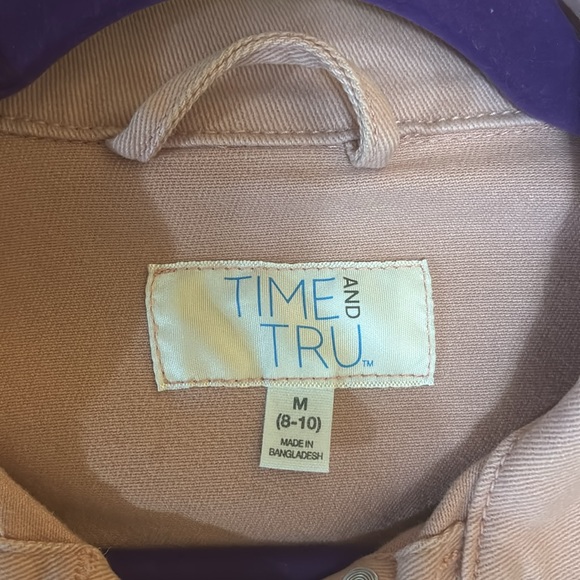 TIME AND
TRU™
M
(8-10)
MADE IN
BANGLADESH